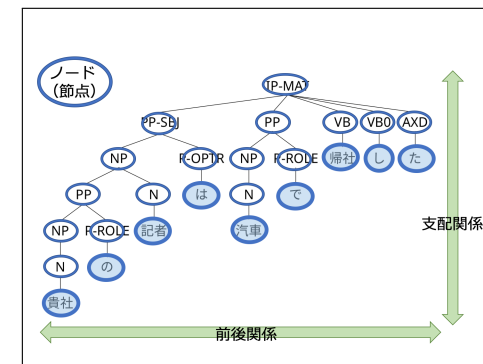 ノード
（節点）
IP-MAT
PP-SBJ PP VB VB0 AXD
NP P-OPTR NP P-ROLE 帰社 し た
PP N は N で
NP P-ROLE 記者 汽車
N の
貴社
支配関係
前後関係